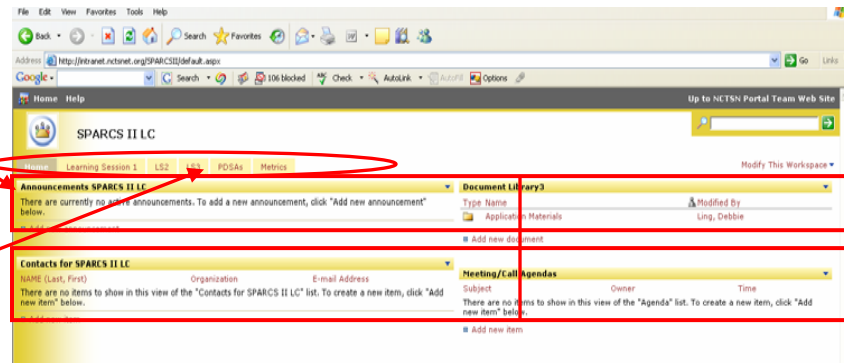 File Edit View Favorites Tools Help
Back Search Favorites
Address http://intranet.nctsnet.org/SPARCSII/default.aspx Go Links
Google Search 106 blocked Check AutoLink AutoFill Options
Home Help Up to NCTSN Portal Team Web Site
SPARCS II LC
Home Learning Session 1 LS2 LS3 PDSAs Metrics Modify This Workspace
Announcements SPARCS II LC
There are currently no active announcements. To add a new announcement, click "Add new announcement" below.
Add new announcement
Document Library3
Type Name Modified By
Application Materials Ling, Debbie
Add new document
Contacts for SPARCS II LC
NAME (Last, First) Organization E-mail Address
There are no items to show in this view of the "Contacts for SPARCS II LC" list. To create a new item, click "Add
new item" below.
Add new item
Meeting/Call Agendas
Subject Owner Time
There are no items to show in this view of the "Agenda" list. To create a new item, click "Add
new item" below.
Add new item